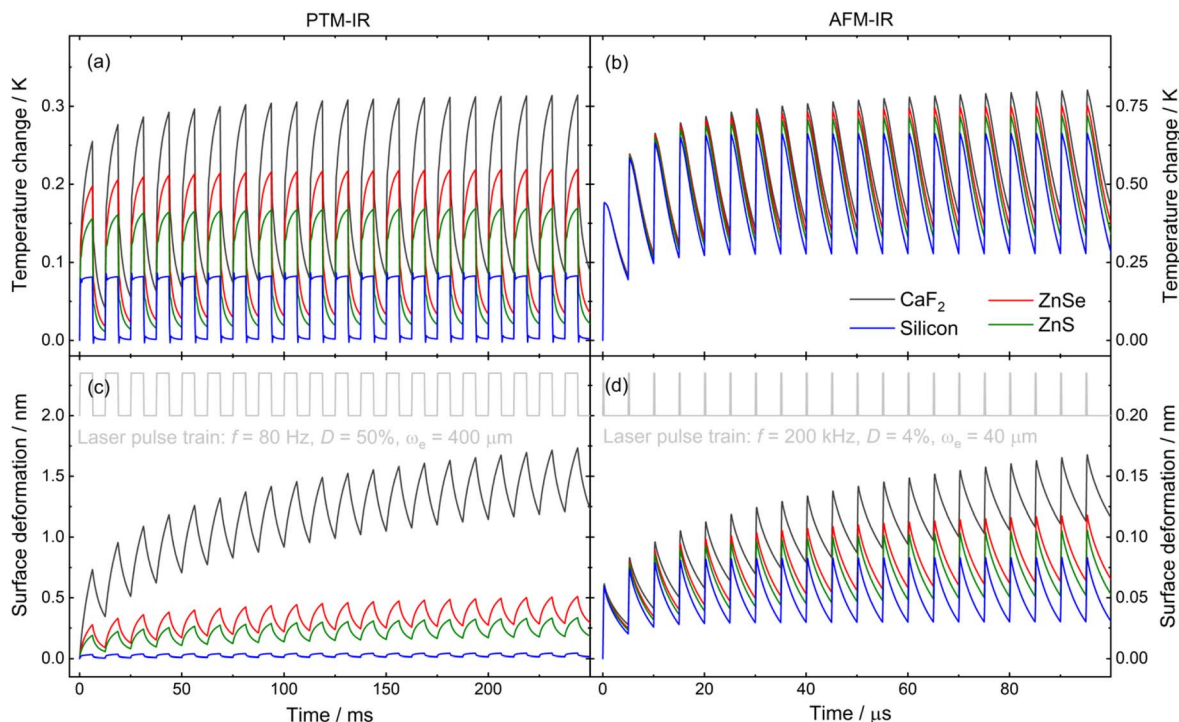 PTM-IR AFM-IR
(a) (b)
Temperature change / K
0.3
0.2
0.1
0.0
Temperature change / K
0.75
0.50
0.25
0.00
CaF₂ ZnSe
Silicon ZnS
(c) (d)
Surface deformation / nm
2.0
1.5
1.0
0.5
0.0
Laser pulse train: f = 80 Hz, D = 50%, ωₑ = 400 μm
Laser pulse train: f = 200 kHz, D = 4%, ωₑ = 40 μm
Surface deformation / nm
0.20
0.15
0.10
0.05
0.00
0 50 100 150 200
0 20 40 60 80
Time / ms Time / μs